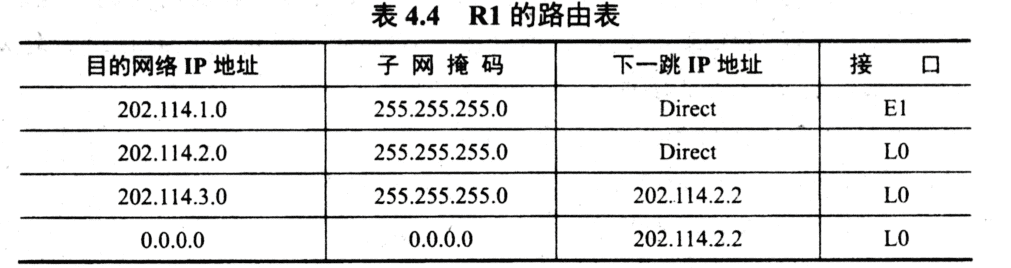 表 4.4 R1 的路由表
目的网络 IP 地址 子 网 掩 码 下一跳 IP 地址 接 口
202.114.1.0 255.255.255.0 Direct E1
202.114.2.0 255.255.255.0 Direct L0
202.114.3.0 255.255.255.0 202.114.2.2 L0
0.0.0.0 0.0.0.0 202.114.2.2 L0